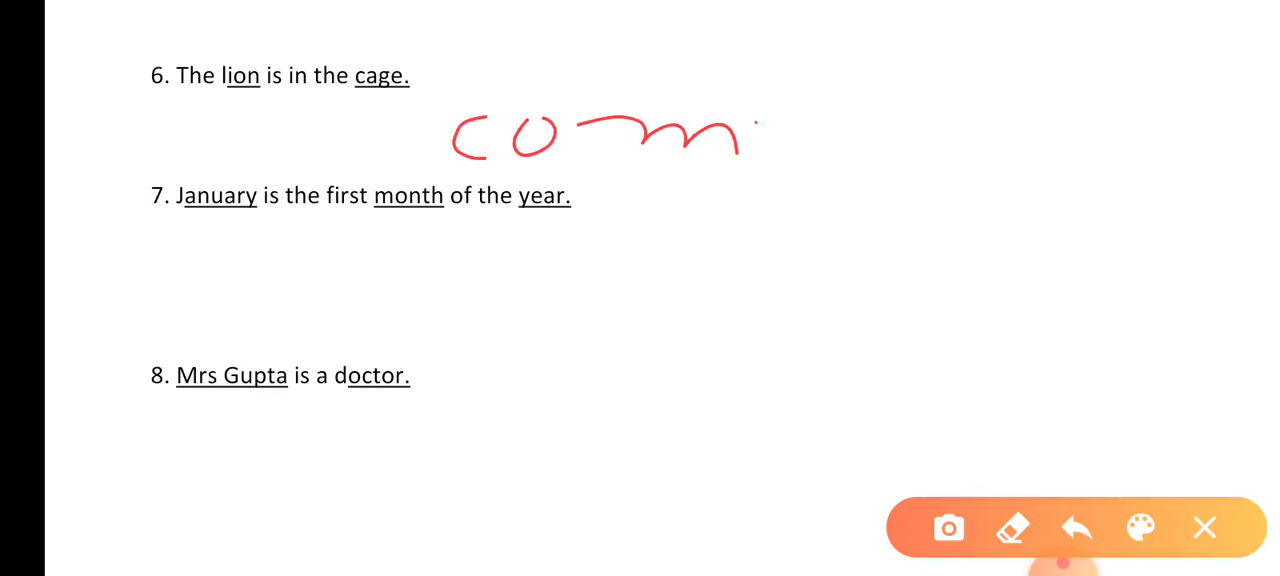 6. The lion is in the cage.
com
7. January is the first month of the year.
8. Mrs Gupta is a doctor.